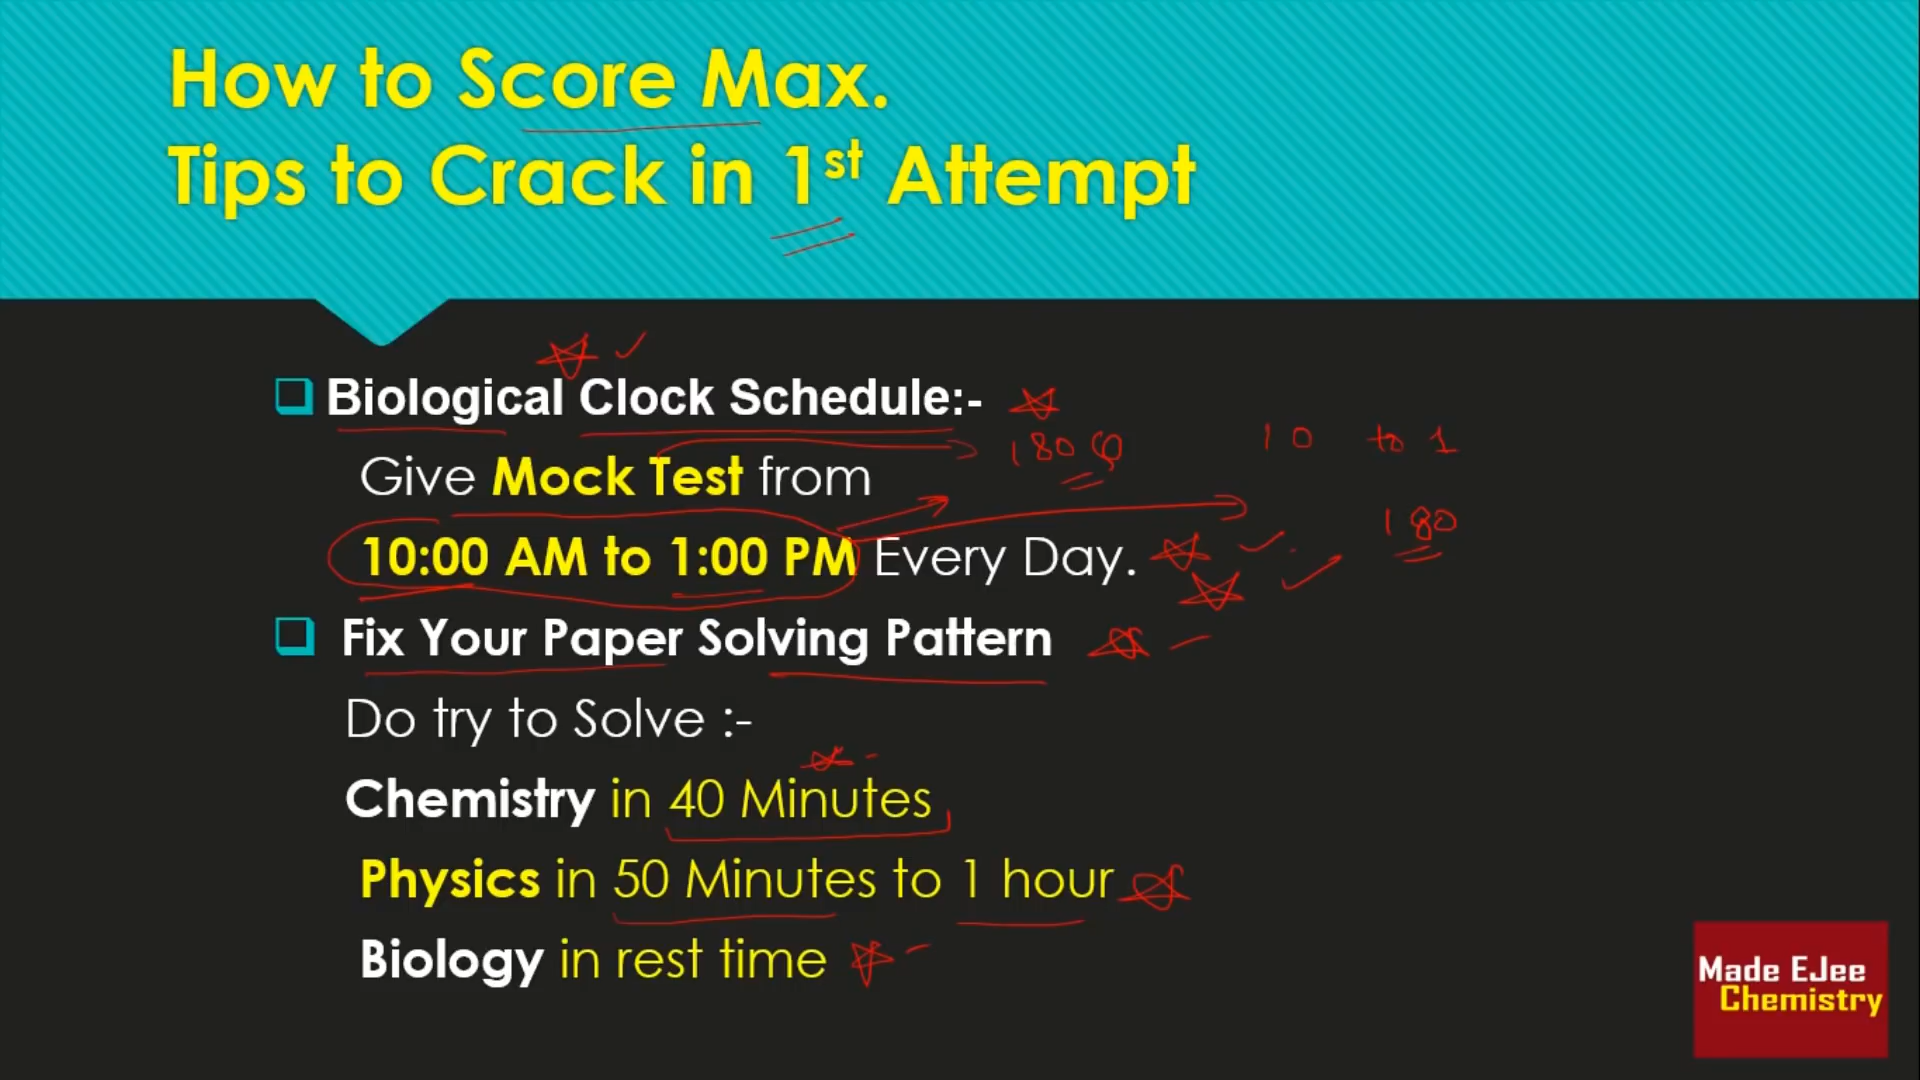 How to Score Max.
Tips to Crack in 1st Attempt
Biological Clock Schedule:-
180 Q
10 to 1
Give Mock Test from
180
10:00 AM to 1:00 PM Every Day.
Fix Your Paper Solving Pattern
Do try to Solve :-
Chemistry in 40 Minutes
Physics in 50 Minutes to 1 hour
Biology in rest time
Made EJee
Chemistry